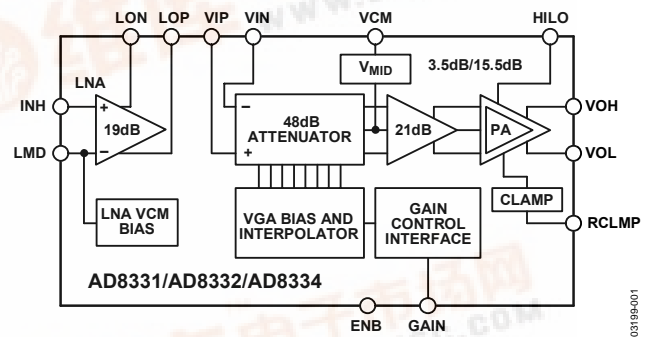 LON LOP VIP VIN VCM HILO
LNA
VMID
3.5dB/15.5dB
INH
+
19dB
−
LMD
−
48dB
ATTENUATOR
+
21dB
PA
VOH
VOL
LNA VCM
BIAS
VGA BIAS AND
INTERPOLATOR
GAIN
CONTROL
INTERFACE
CLAMP
RCLMP
AD8331/AD8332/AD8334
ENB GAIN
03199-001